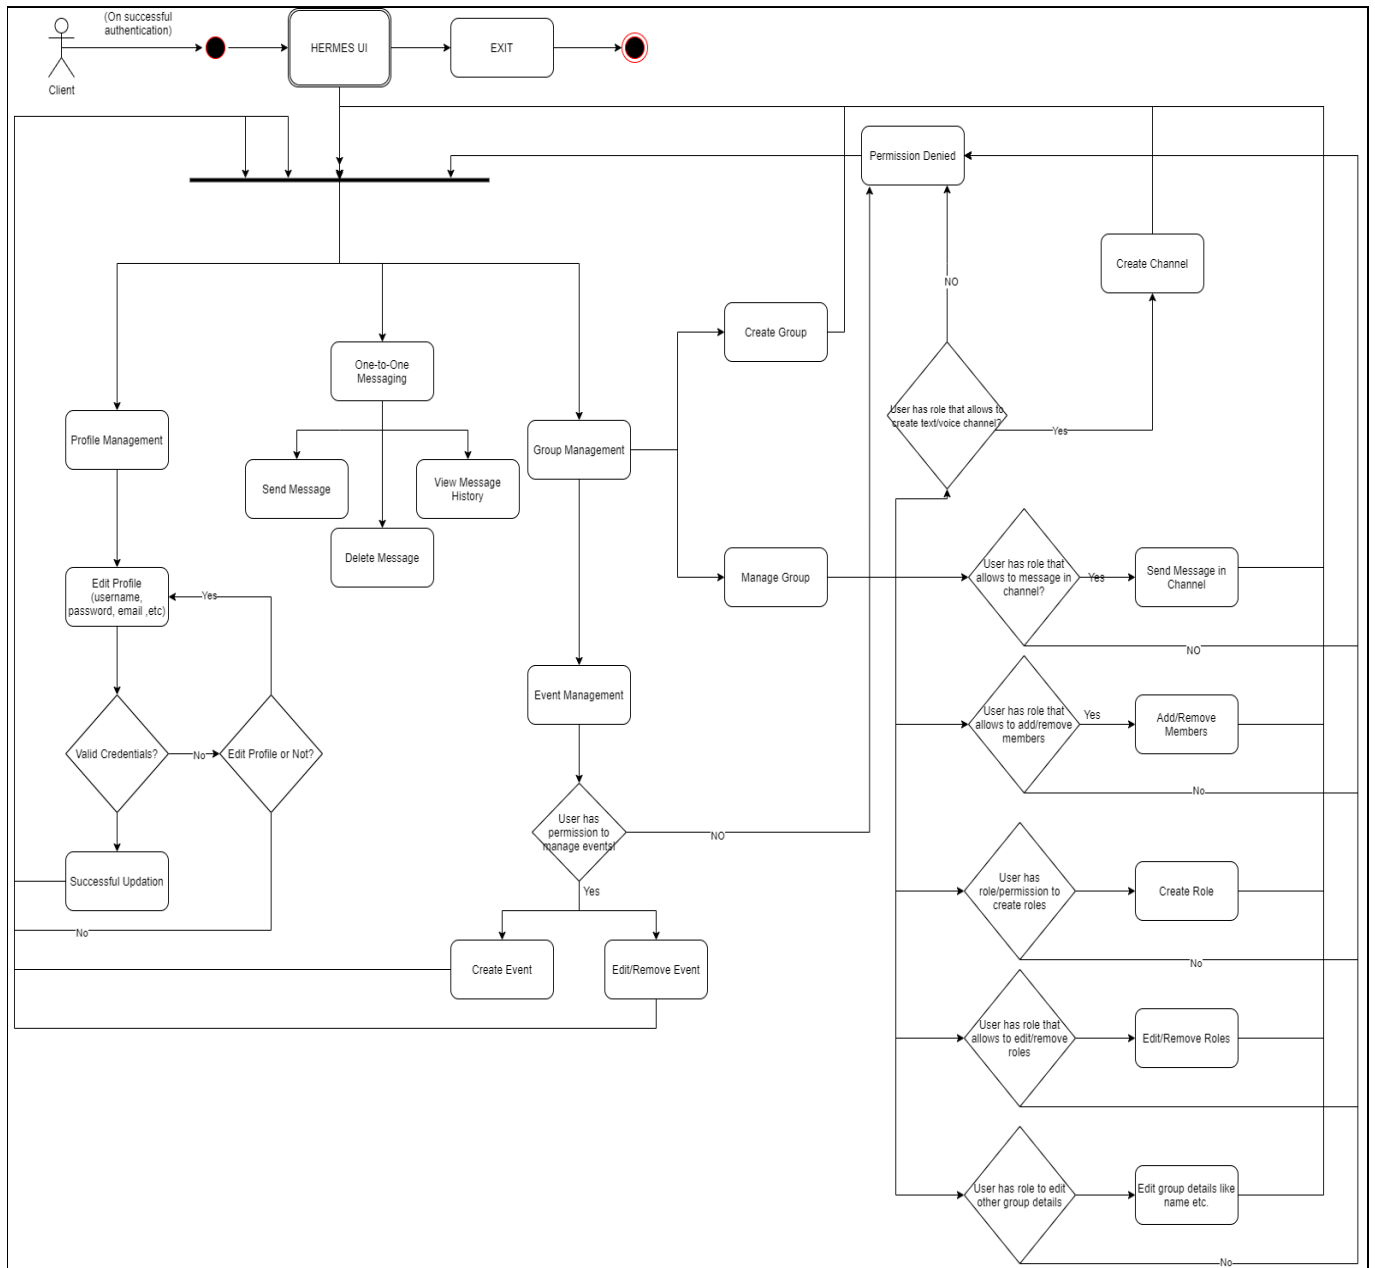 (On successful
authentication)
Client
HERMES UI
EXIT
Permission Denied
Create Channel
NO
Create Group
One-to-One
Messaging
User has role that allows to
create text/voice channel?
Yes
Profile Management
Group Management
Send Message
View Message
History
Delete Message
Manage Group
User has role that
allows to message in
channel?
Yes
Send Message in
Channel
NO
Edit Profile
(username,
password, email ,etc)
Yes
Event Management
User has role that
allows to add/remove
members
Yes
Add/Remove
Members
No
Valid Credentials?
No
Edit Profile or Not?
User has
permission to
manage events!
NO
Yes
Successful Updation
No
User has
role/permission to
create roles
Create Role
No
Create Event
Edit/Remove Event
User has role that
allows to edit/remove
roles
Edit/Remove Roles
User has role to edit
other group details
Edit group details like
name etc.
No